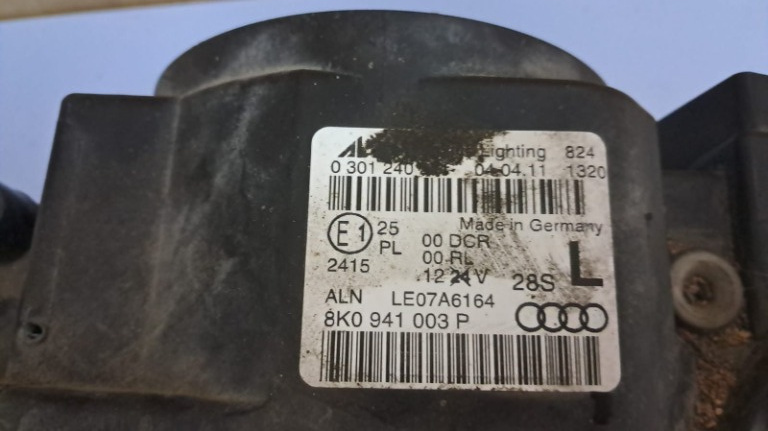 Lighting 824
0 301 240 04.04.11 1320
Made in Germany
E1 25 00 DCR
PL 00 RL L
2415 12 24 V 28S
ALN LE07A6164
8K0 941 003 P